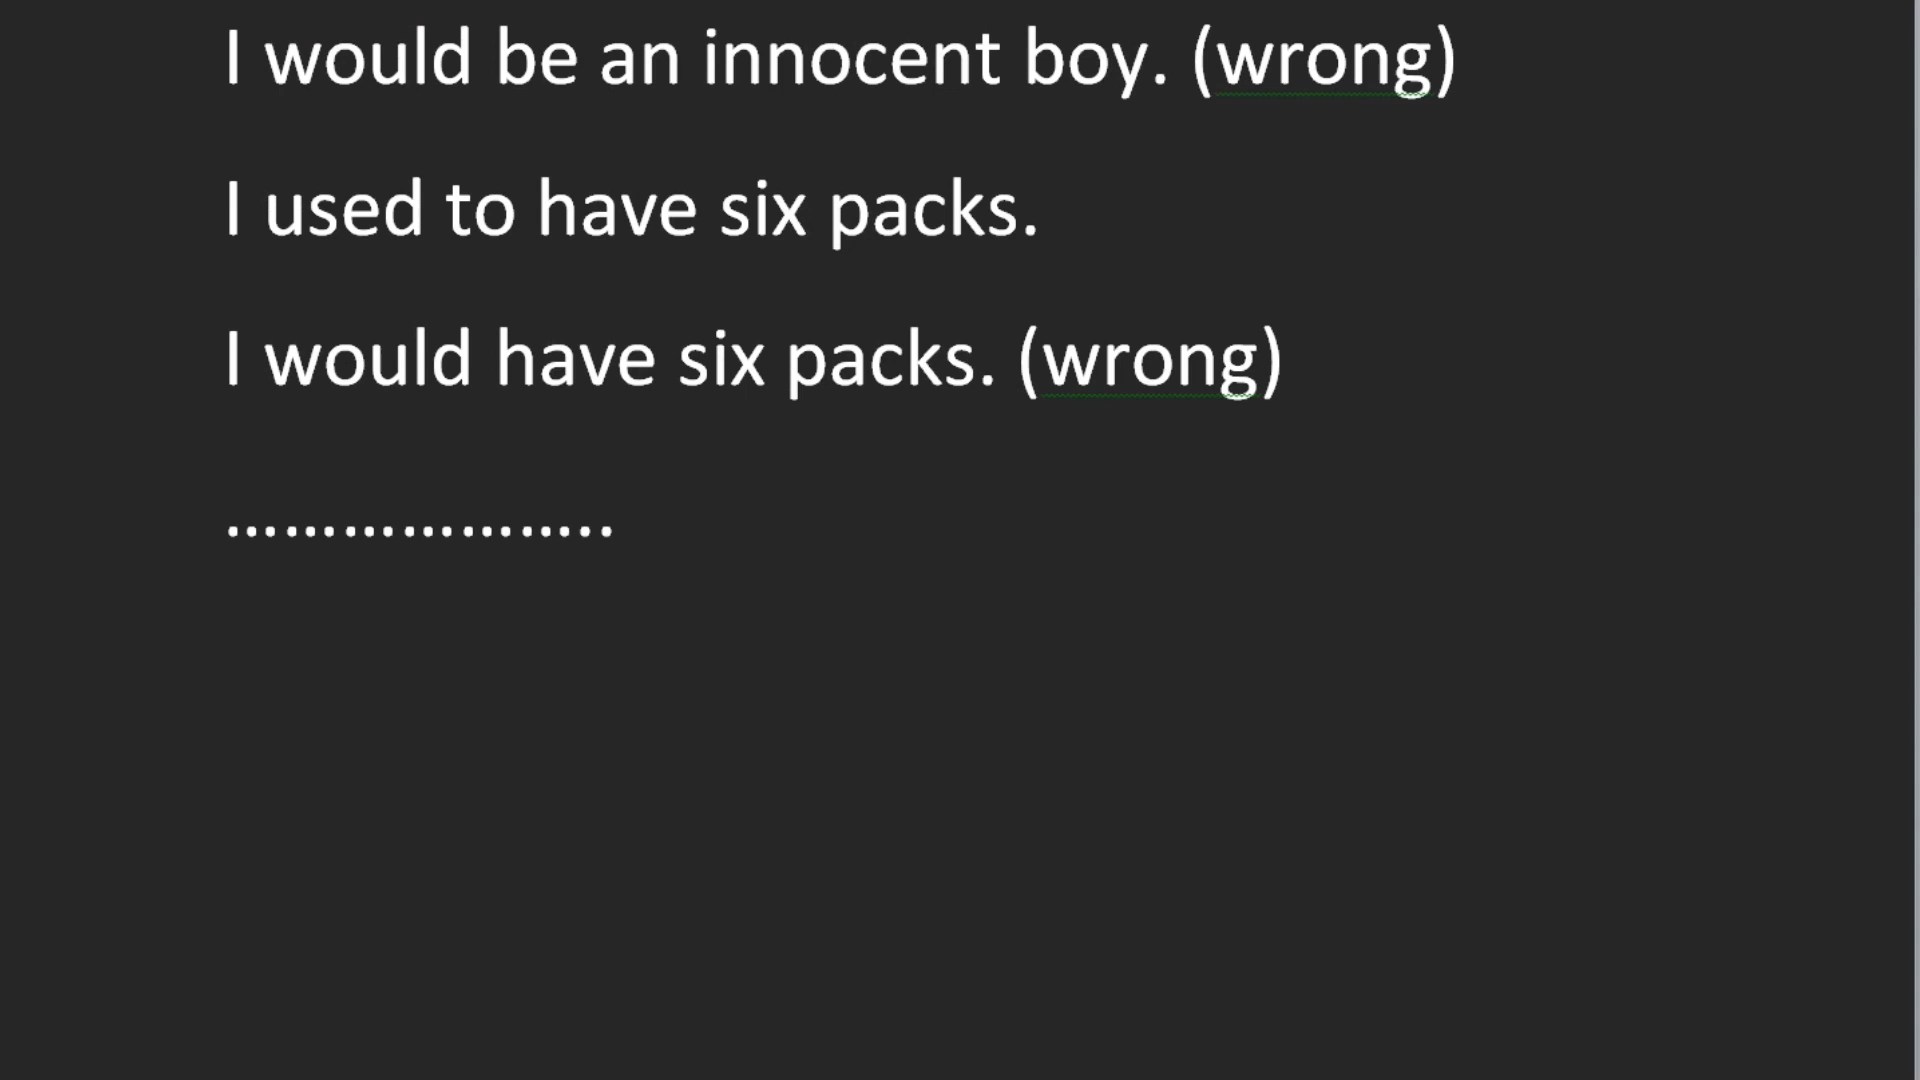 I would be an innocent boy. (wrong)
I used to have six packs.
I would have six packs. (wrong)
………………….